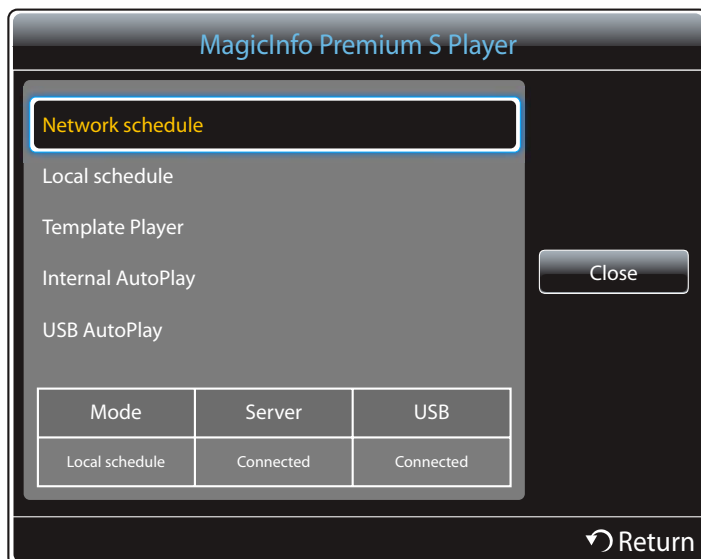 MagicInfo Premium S Player
Network schedule
Local schedule
Template Player
Internal AutoPlay
USB AutoPlay
Close
Mode Server USB
Local schedule Connected Connected
Return